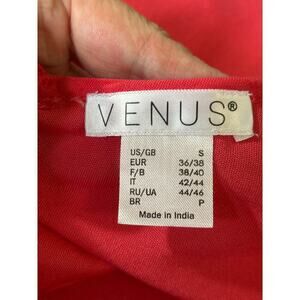 VENUS®
US/GB S
EUR 36/38
F/B 38/40
IT 42/44
RU/UA 44/46
BR P
Made in India